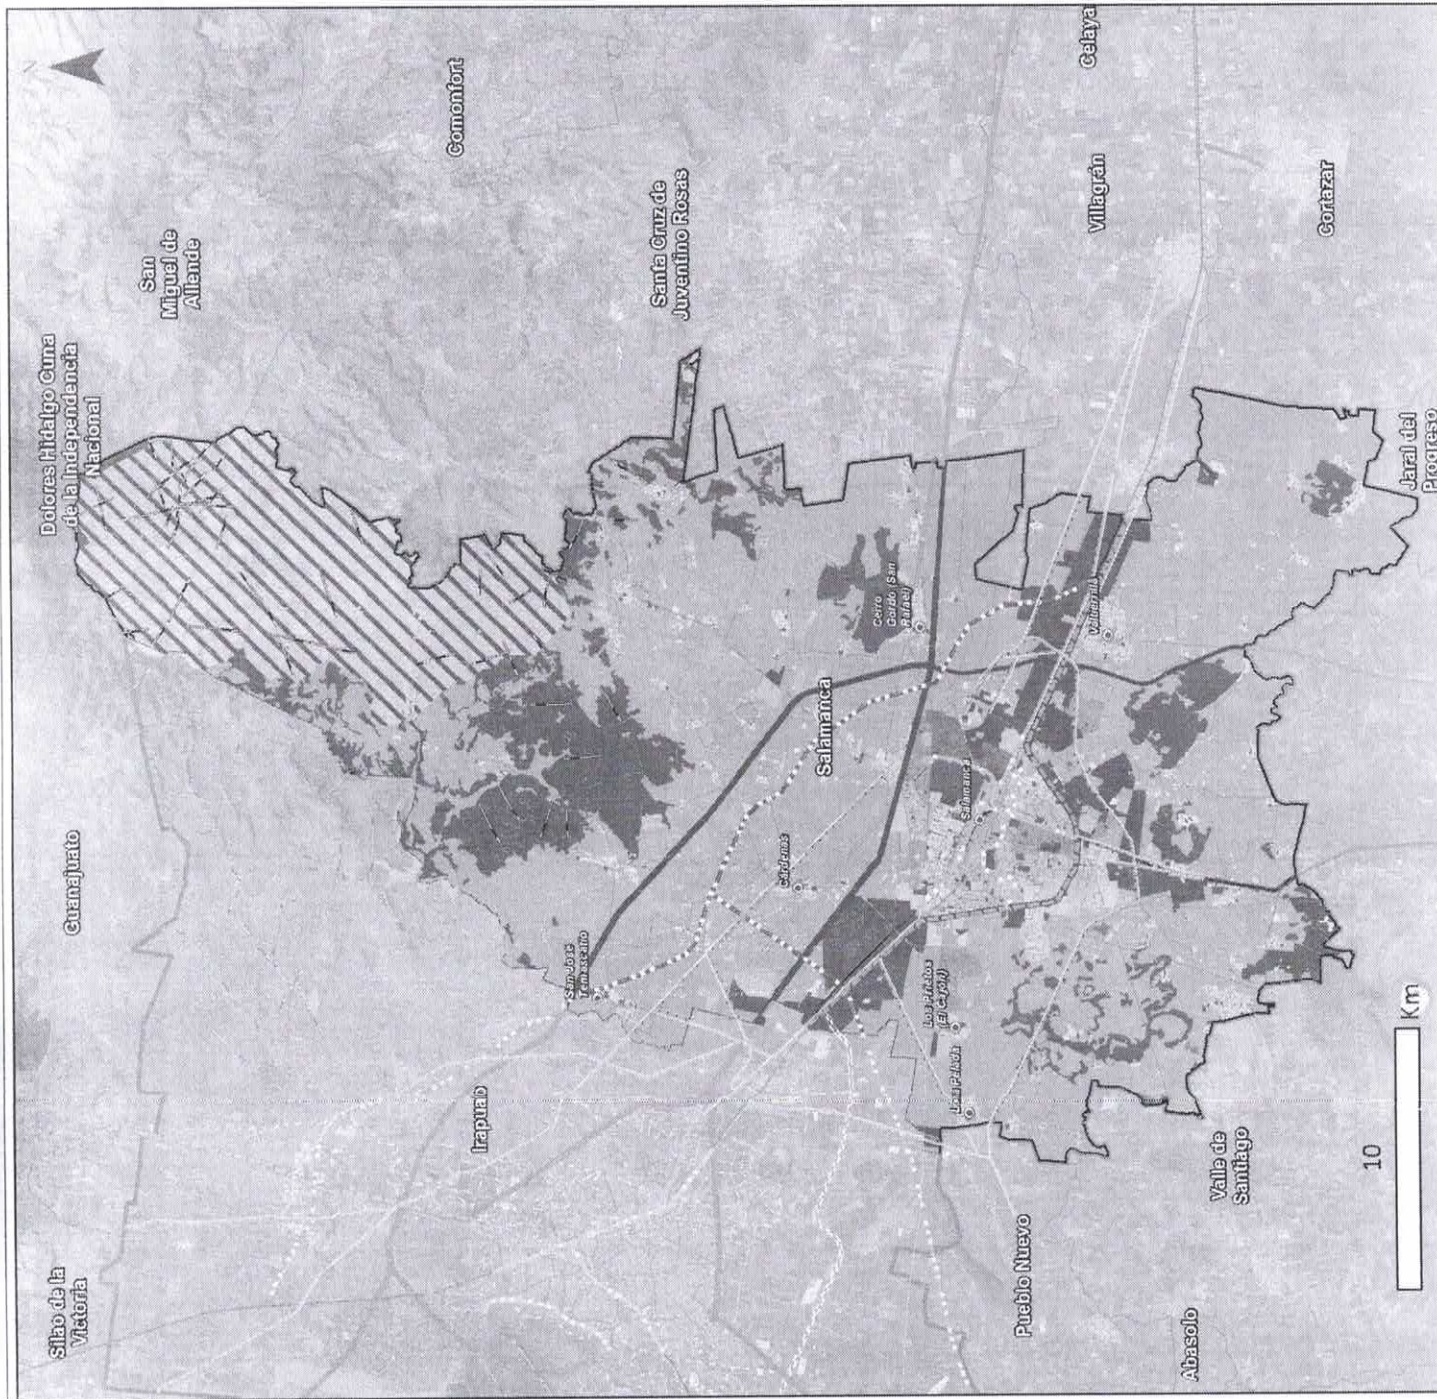 N
Dolores Hidalgo Cuna
de la Independencia
Nacional
San
Miguel de
Allende
Silao de la
Victoria
Guanajuato
Comonfort
Irapuato
San José
Temascatío
Santa Cruz de
Juventino Rosas
Cárdenas
Salamanca
Cerro
Gordo (San
Rafael)
Salamanca
Los Prietos
(El Cajón)
Loma Pelada
Valtierrilla
Celaya
Villagrán
Pueblo Nuevo
Abasolo
Valle de
Santiago
Cortazar
Jaral del
Progreso
10
Km